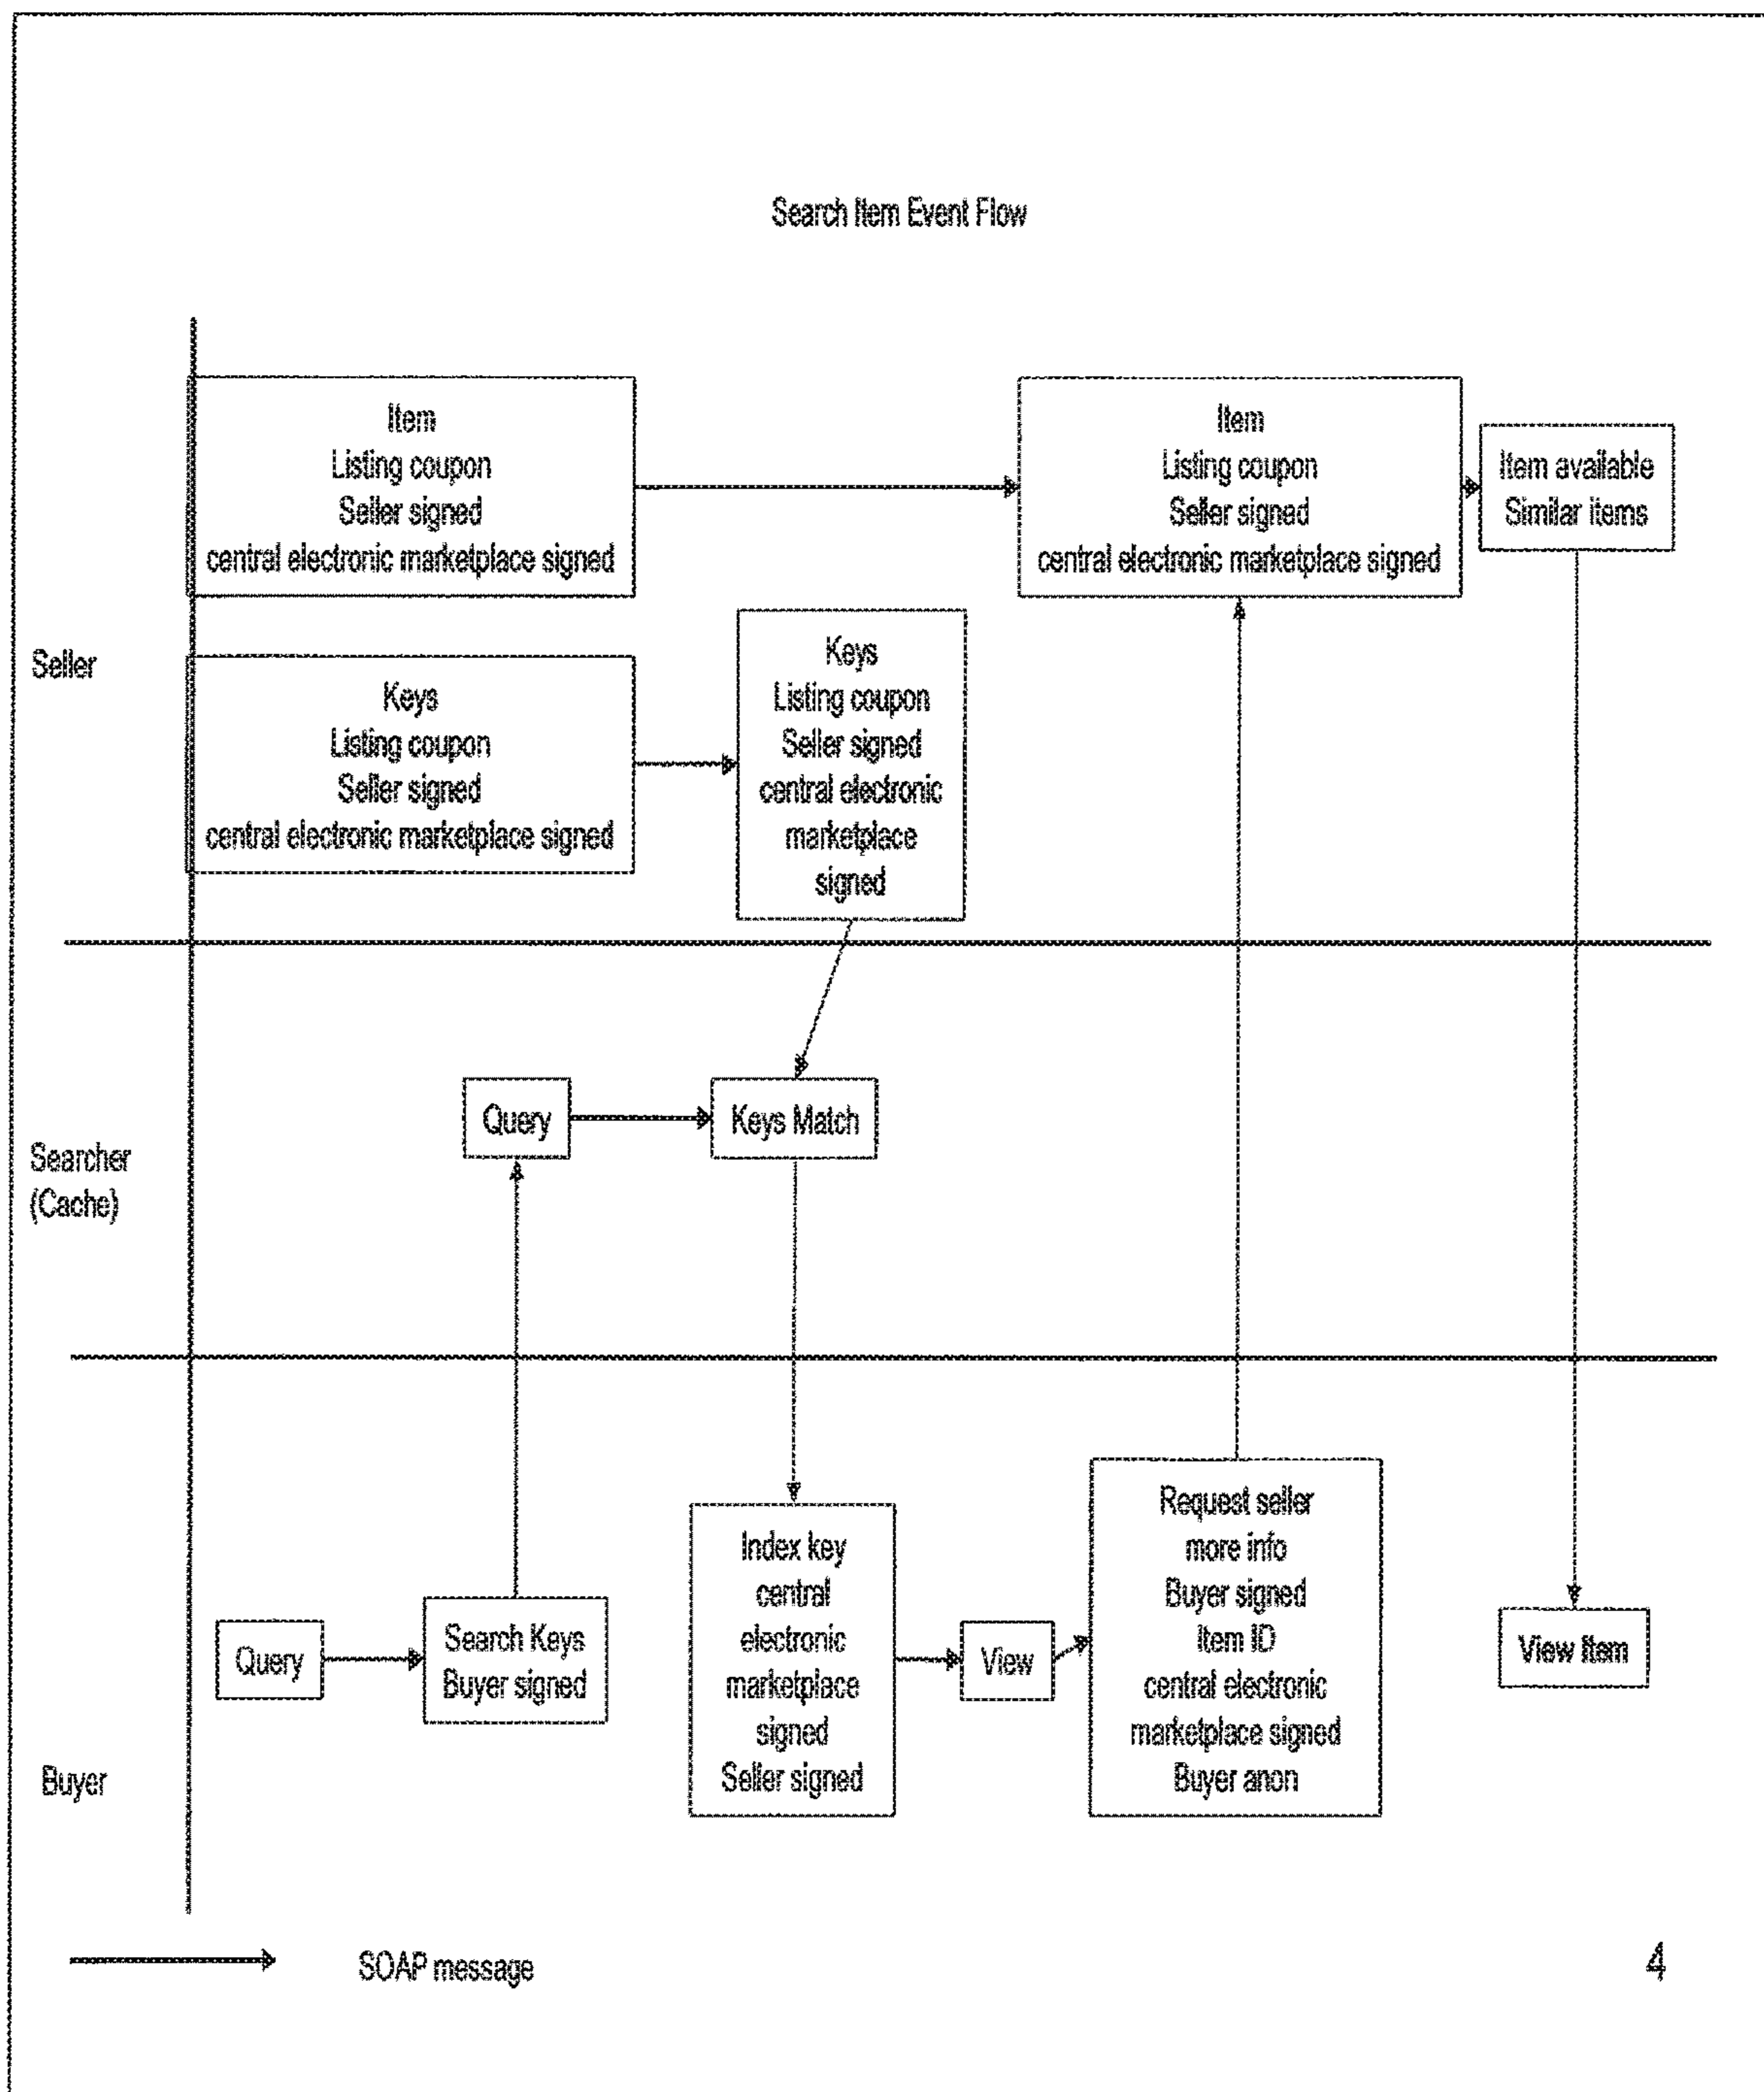 Search Item Event Flow
Item
Listing coupon
Seller signed
central electronic marketplace signed
Item
Listing coupon
Seller signed
central electronic marketplace signed
Item available
Similar items
Seller
Keys
Listing coupon
Seller signed
central electronic marketplace signed
Keys
Listing coupon
Seller signed
central electronic
marketplace
signed
Searcher
(Cache)
Query
Keys Match
Buyer
Query
Search Keys
Buyer signed
Index key
central
electronic
marketplace
signed
Seller signed
View
Request seller
more info
Buyer signed
Item ID
central electronic
marketplace signed
Buyer anon
View Item
SOAP message
4